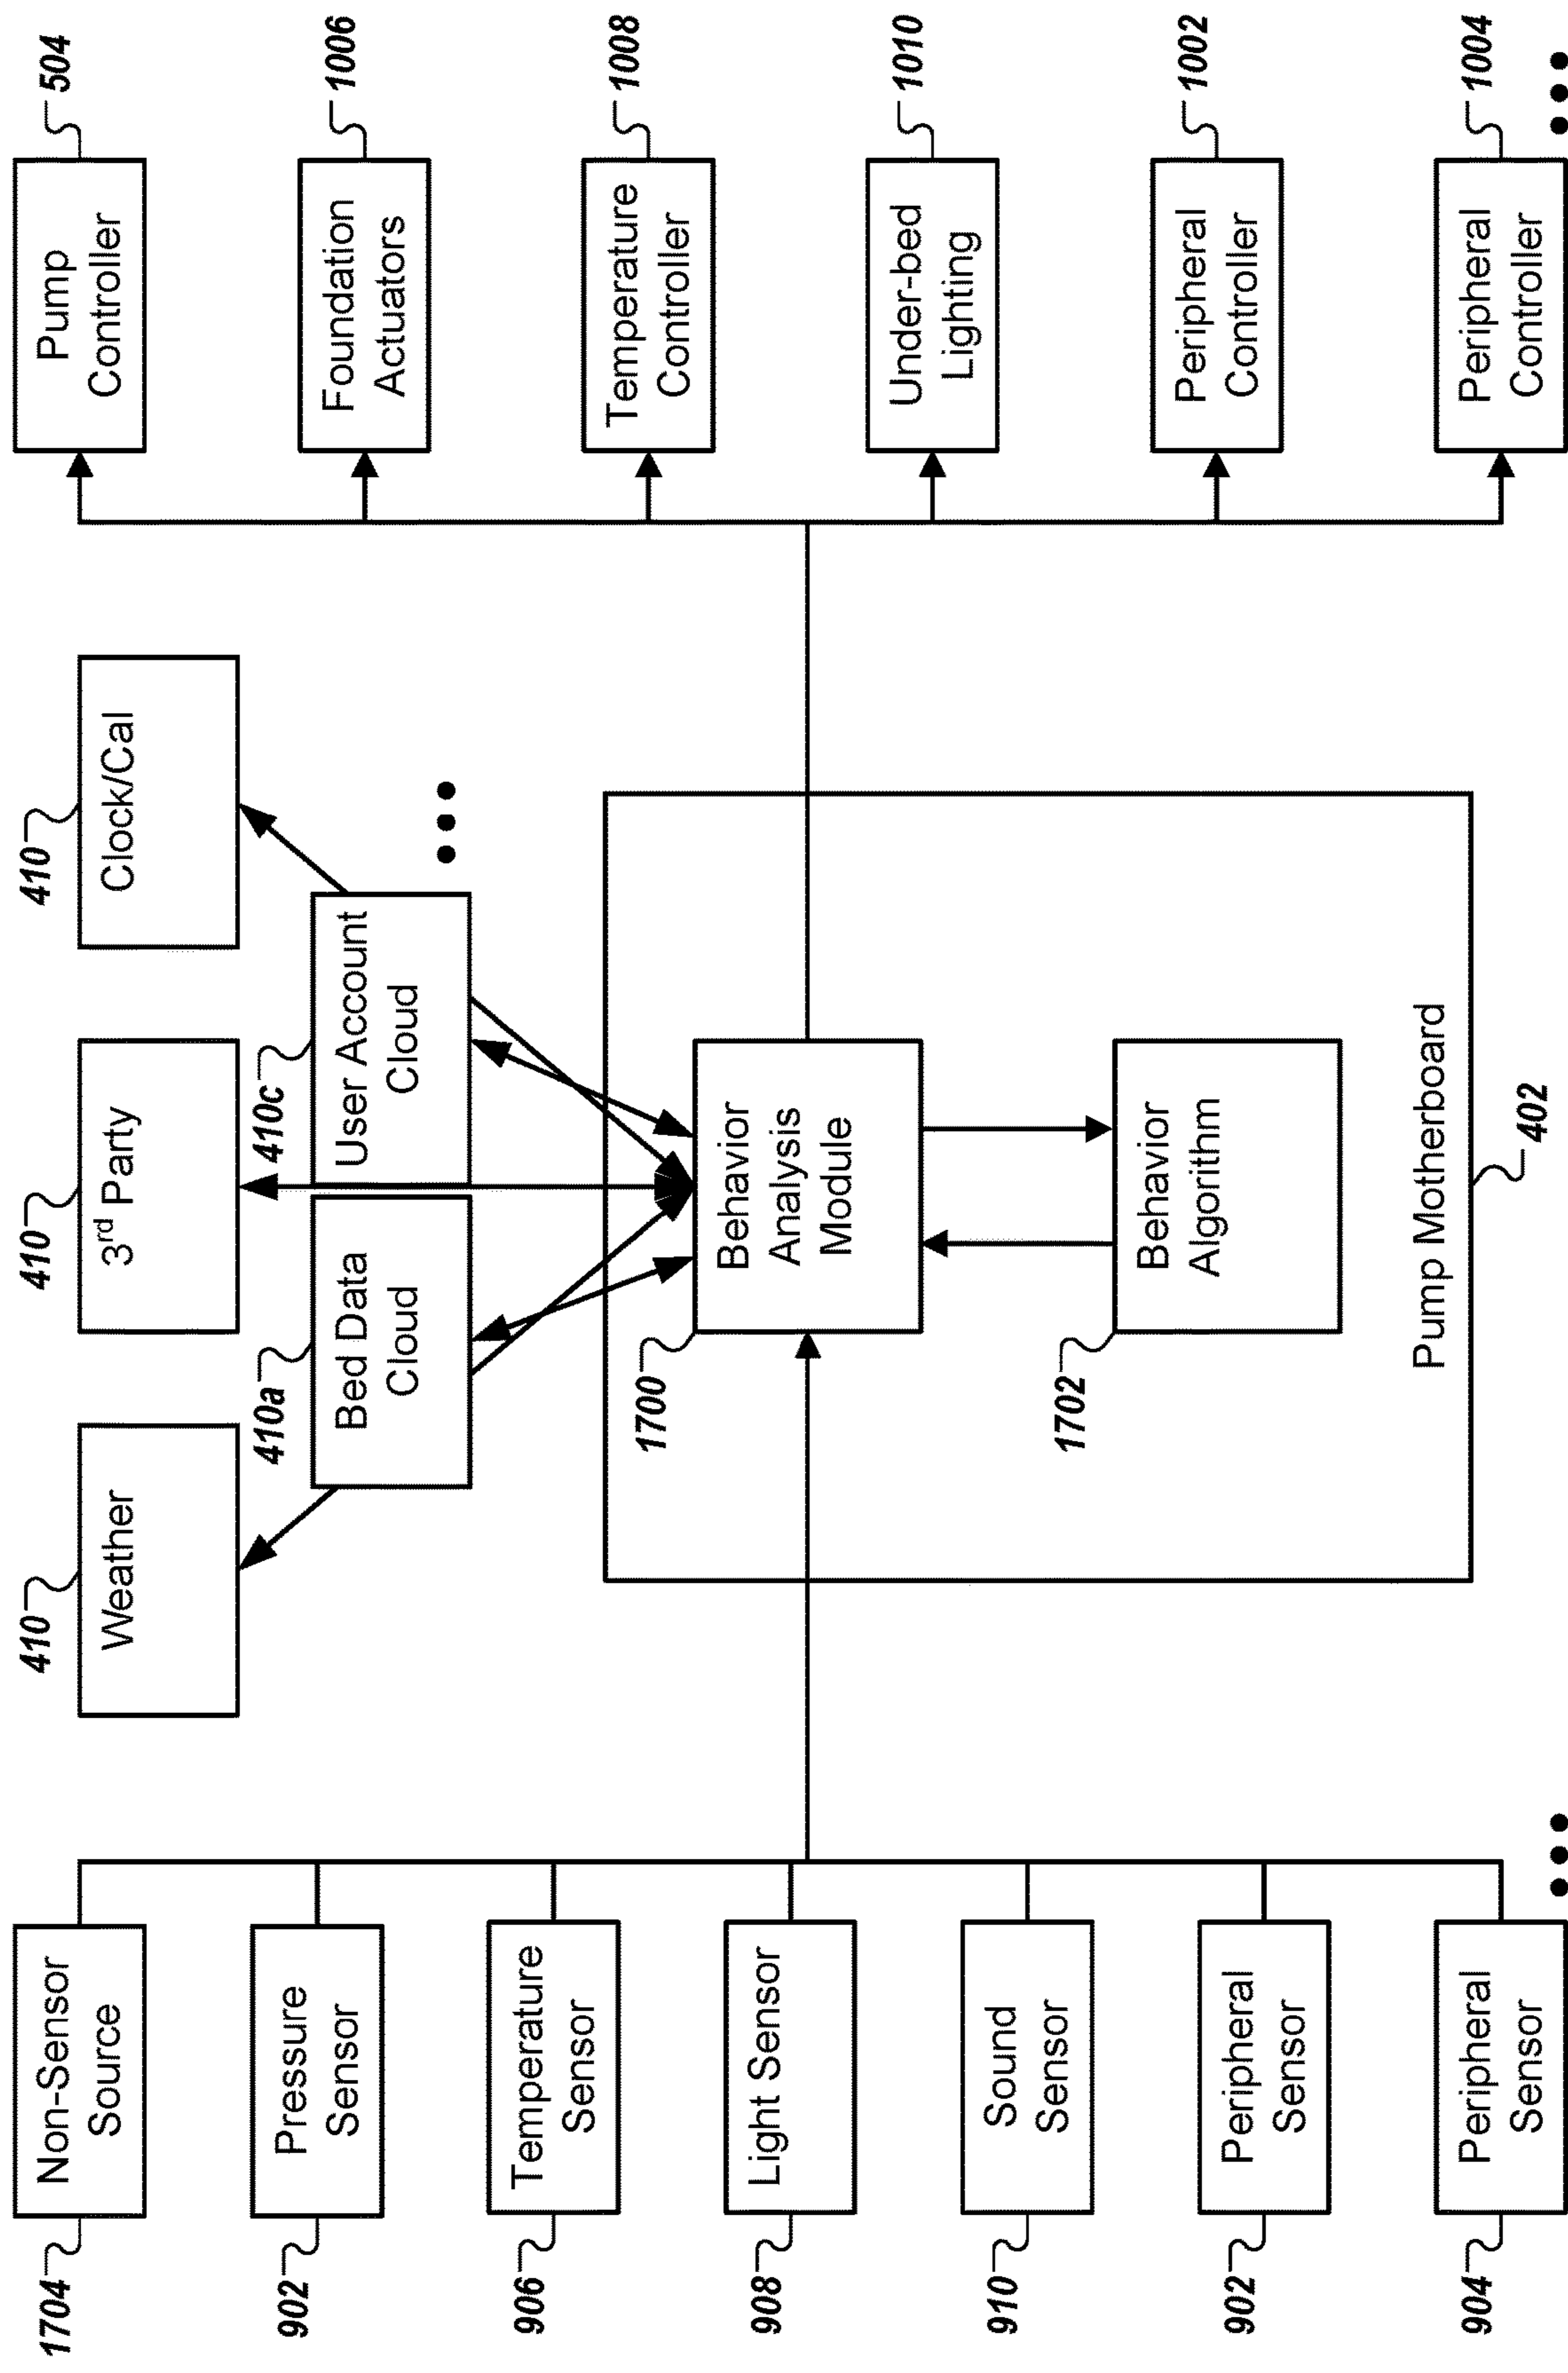 1704
Non-Sensor
Source
902
Pressure
Sensor
906
Temperature
Sensor
908
Light Sensor
910
Sound
Sensor
902
Peripheral
Sensor
904
Peripheral
Sensor
410
Weather
410
3rd Party
410
Clock/Cal
410a
Bed Data
Cloud
410c
User Account
Cloud
1700
Behavior
Analysis
Module
1702
Behavior
Algorithm
Pump Motherboard
402
Pump
Controller
504
Foundation
Actuators
1006
Temperature
Controller
1008
Under-bed
Lighting
1010
Peripheral
Controller
1002
Peripheral
Controller
1004